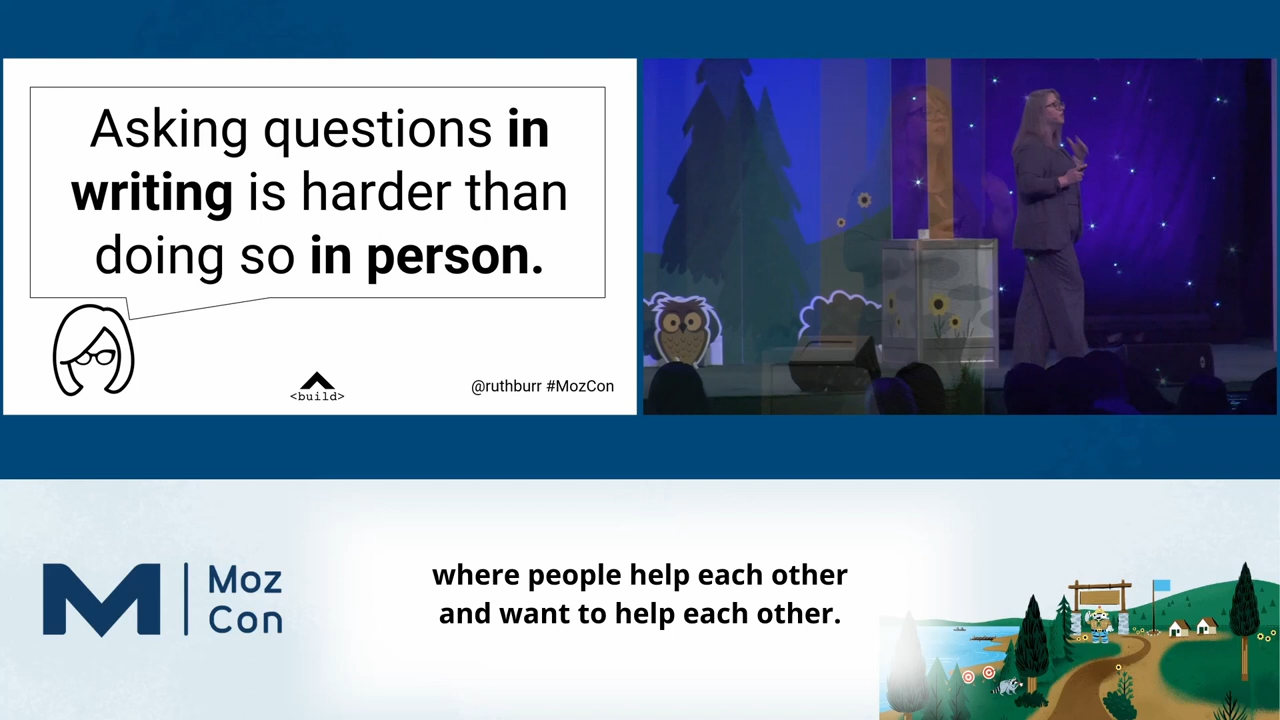 Asking questions in
writing is harder than
doing so in person.
<build>
@ruthburr #MozCon
Moz
Con
where people help each other
and want to help each other.